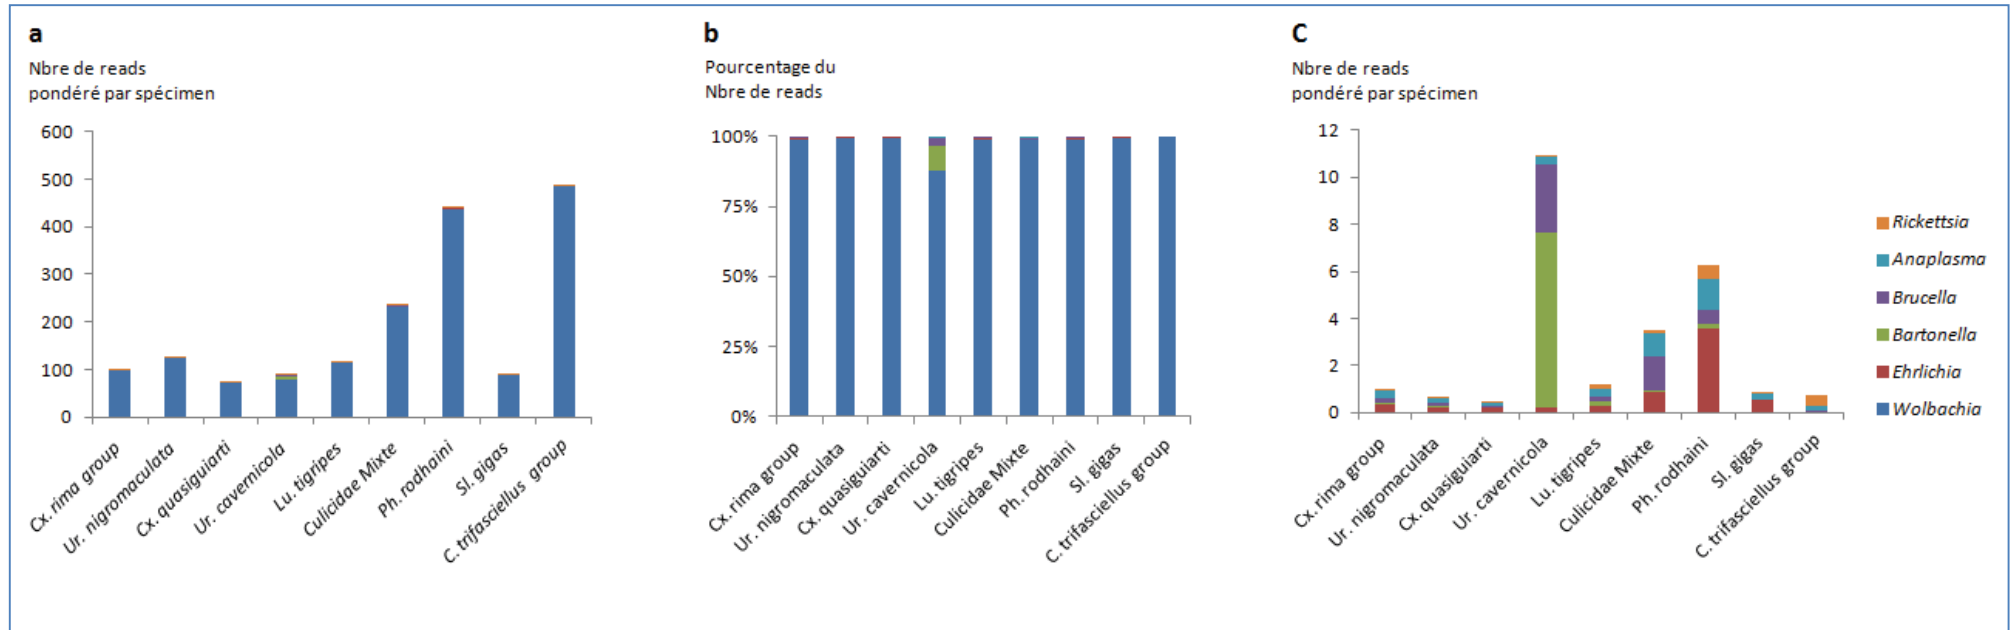 a
Nbre de reads
pondéré par spécimen
600
500
400
300
200
100
0
Cx. rima group
Ur. nigromaculata
Cx. quasiguiarti
Ur. cavernicola
Lu. tigripes
Culicidae Mixte
Ph. rodhaini
Sl. gigas
C. trifasciellus group
b
Pourcentage du
Nbre de reads
100%
75%
50%
25%
0%
Cx. rima group
Ur. nigromaculata
Cx. quasiguiarti
Ur. cavernicola
Lu. tigripes
Culicidae Mixte
Ph. rodhaini
Sl. gigas
C. trifasciellus group
C
Nbre de reads
pondéré par spécimen
12
10
8
6
4
2
0
Cx. rima group
Ur. nigromaculata
Cx. quasiguiarti
Ur. cavernicola
Lu. tigripes
Culicidae Mixte
Ph. rodhaini
Sl. gigas
C. trifasciellus group
Rickettsia
Anaplasma
Brucella
Bartonella
Ehrlichia
Wolbachia